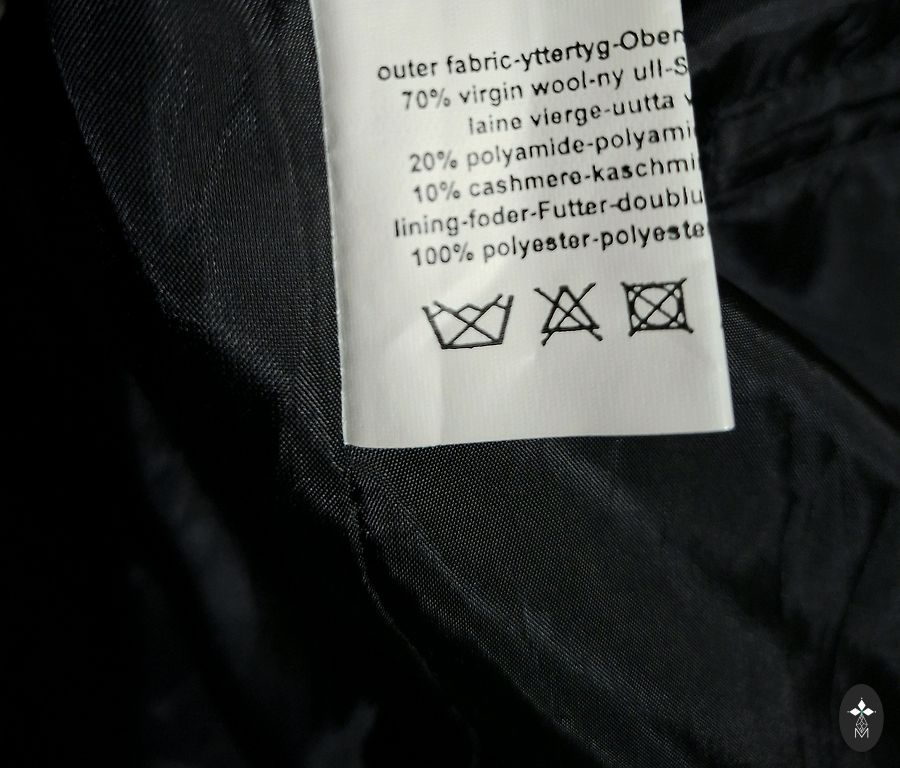 outer fabric-yttertyg-Ober
70% virgin wool-ny ull-S
laine vierge-uutta
20% polyamide-polyami
10% cashmere-kaschmi
lining-foder-Futter-doublu
100% polyester-polyeste
M